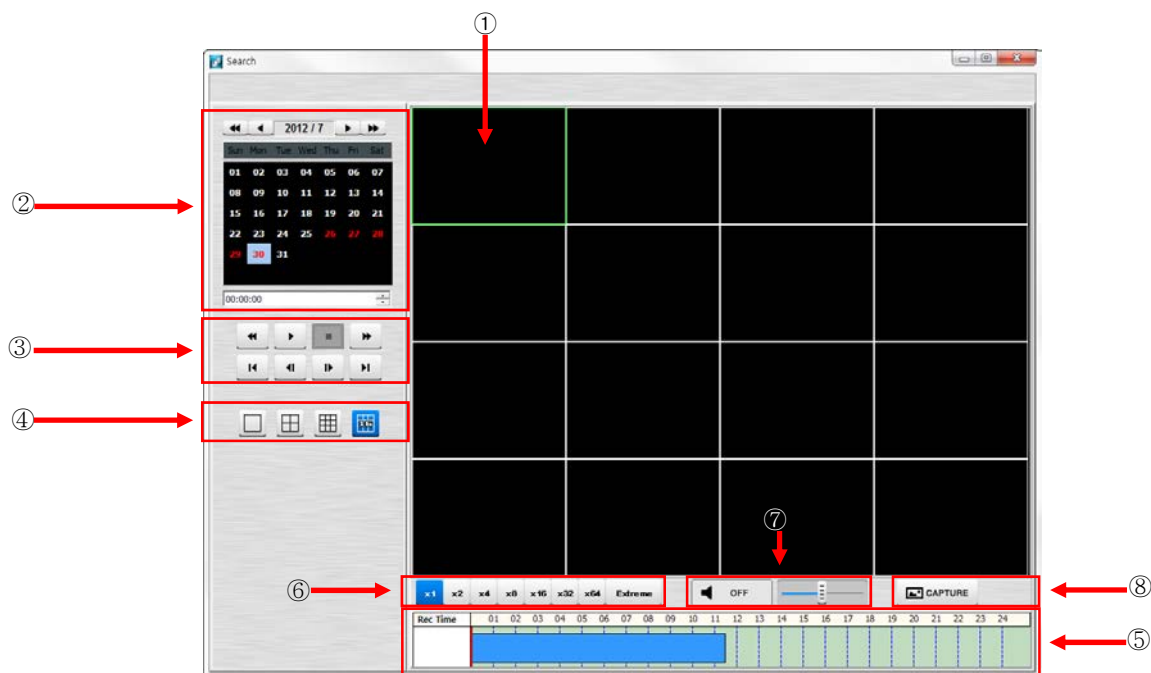 ①
Search
2012 / 7
Sun Mon Tue Wed Thu Fri Sat
01 02 03 04 05 06 07
08 09 10 11 12 13 14
②
15 16 17 18 19 20 21
22 23 24 25 26 27 28
29 30 31
00:00:00
③
④
⑦
⑥
x1 x2 x4 x8 x16 x32 x64 Extreme
OFF
CAPTURE
⑧
Rec Time 01 02 03 04 05 06 07 08 09 10 11 12 13 14 15 16 17 18 19 20 21 22 23 24
⑤